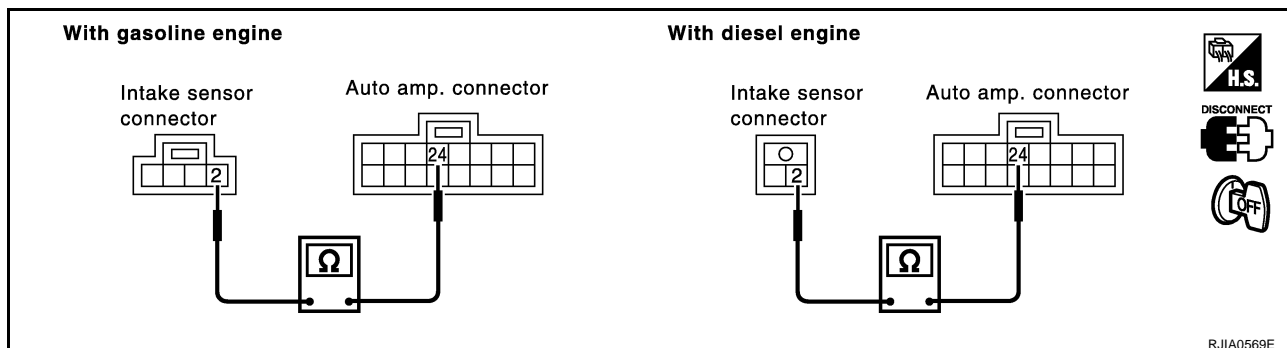 With gasoline engine
With diesel engine
Intake sensor
connector
Auto amp. connector
Intake sensor
connector
Auto amp. connector
H.S.
DISCONNECT
24
2
24
2
OFF
Ω
Ω
RJIA0569E